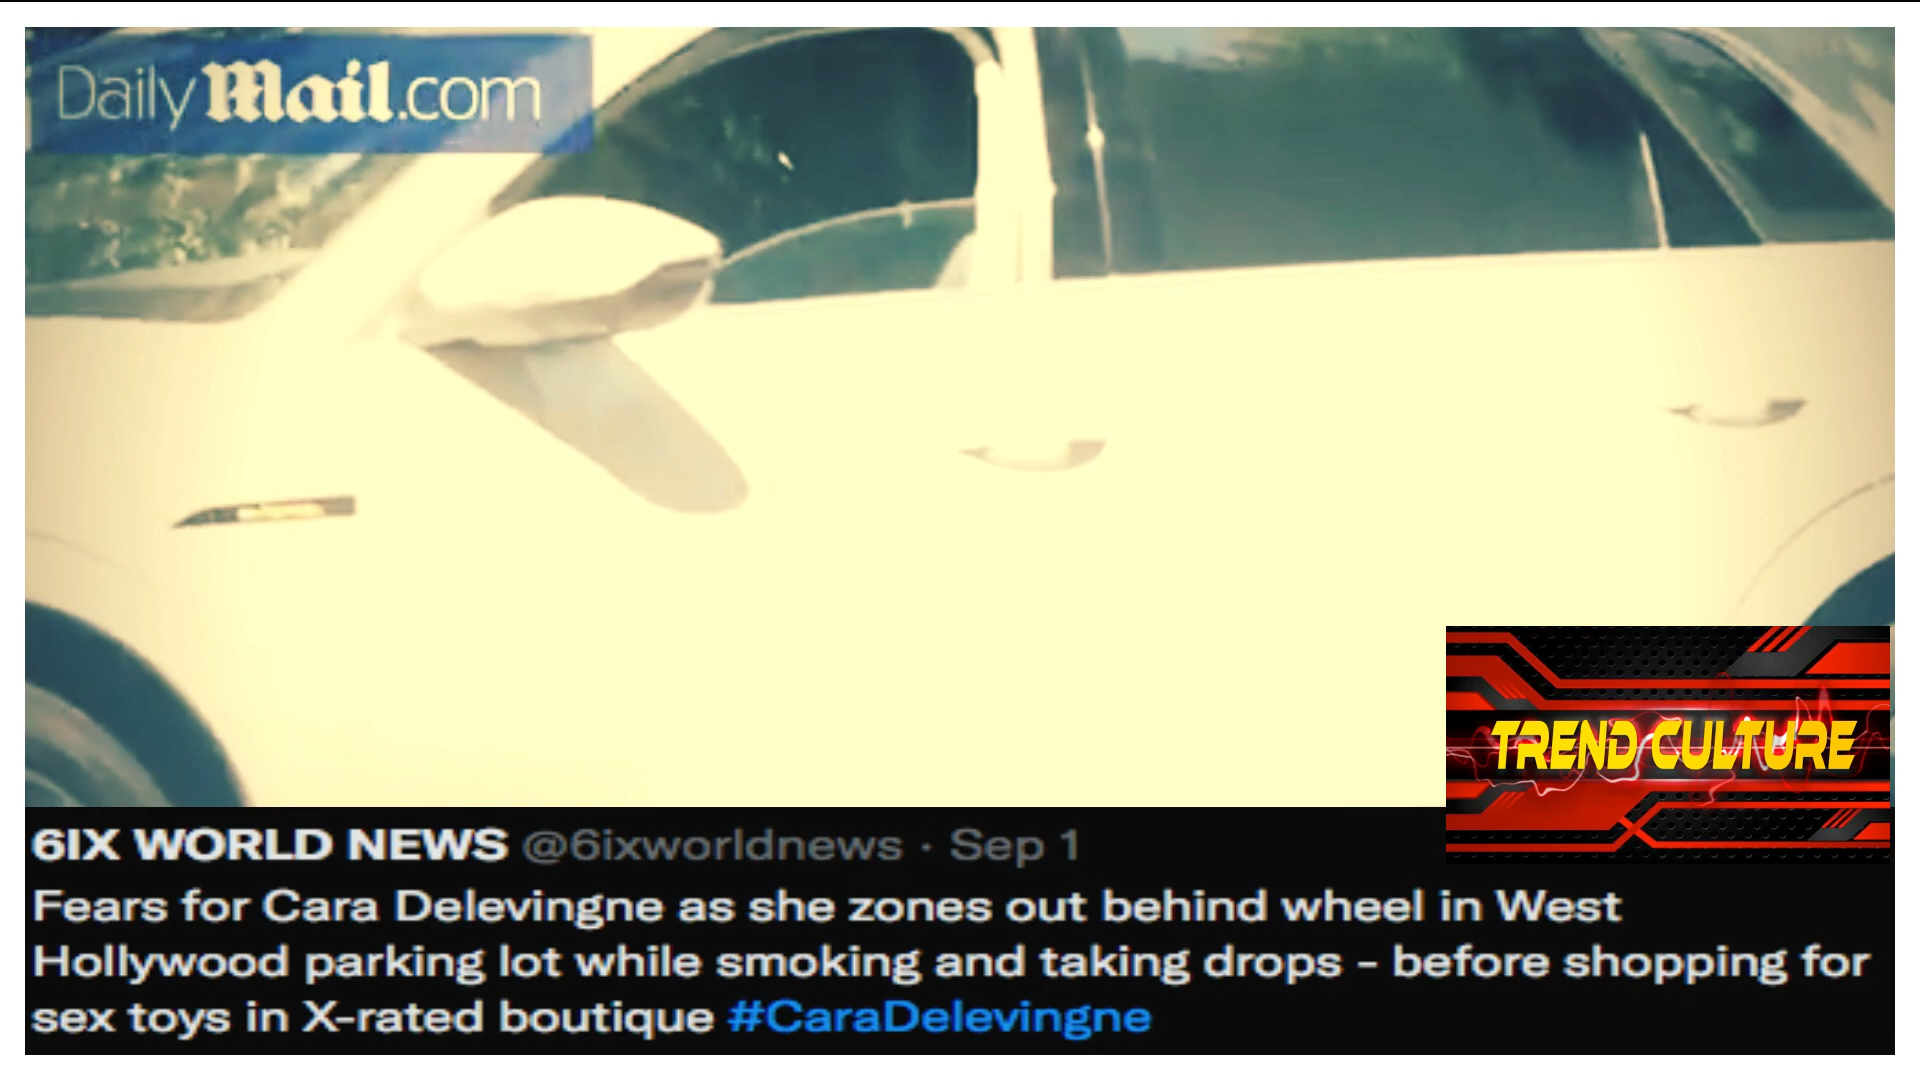 Daily Mail.com
TREND CULTURE
6IX WORLD NEWS @6ixworldnews · Sep 1
Fears for Cara Delevingne as she zones out behind wheel in West
Hollywood parking lot while smoking and taking drops - before shopping for
sex toys in X-rated boutique #CaraDelevingne